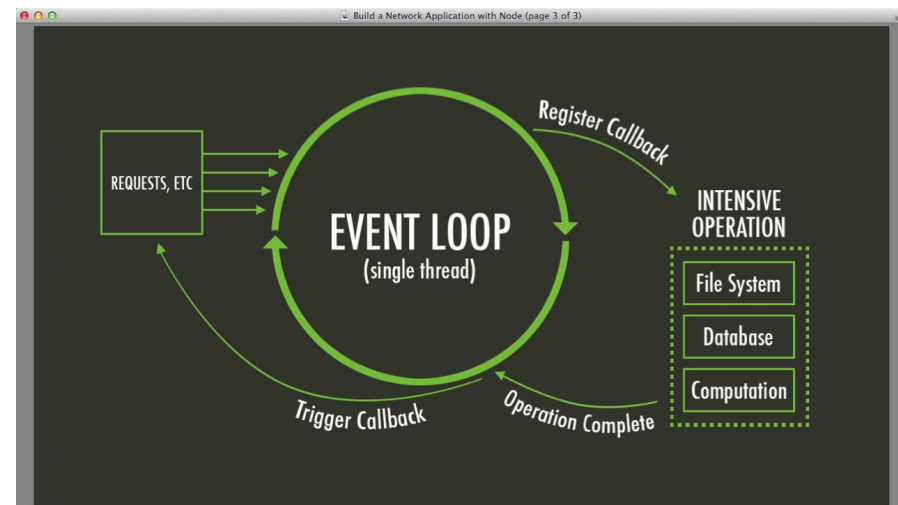 Build a Network Application with Node (page 3 of 3)
Register Callback
REQUESTS, ETC
INTENSIVE
OPERATION
EVENT LOOP
(single thread)
File System
Database
Computation
Trigger Callback
Operation Complete